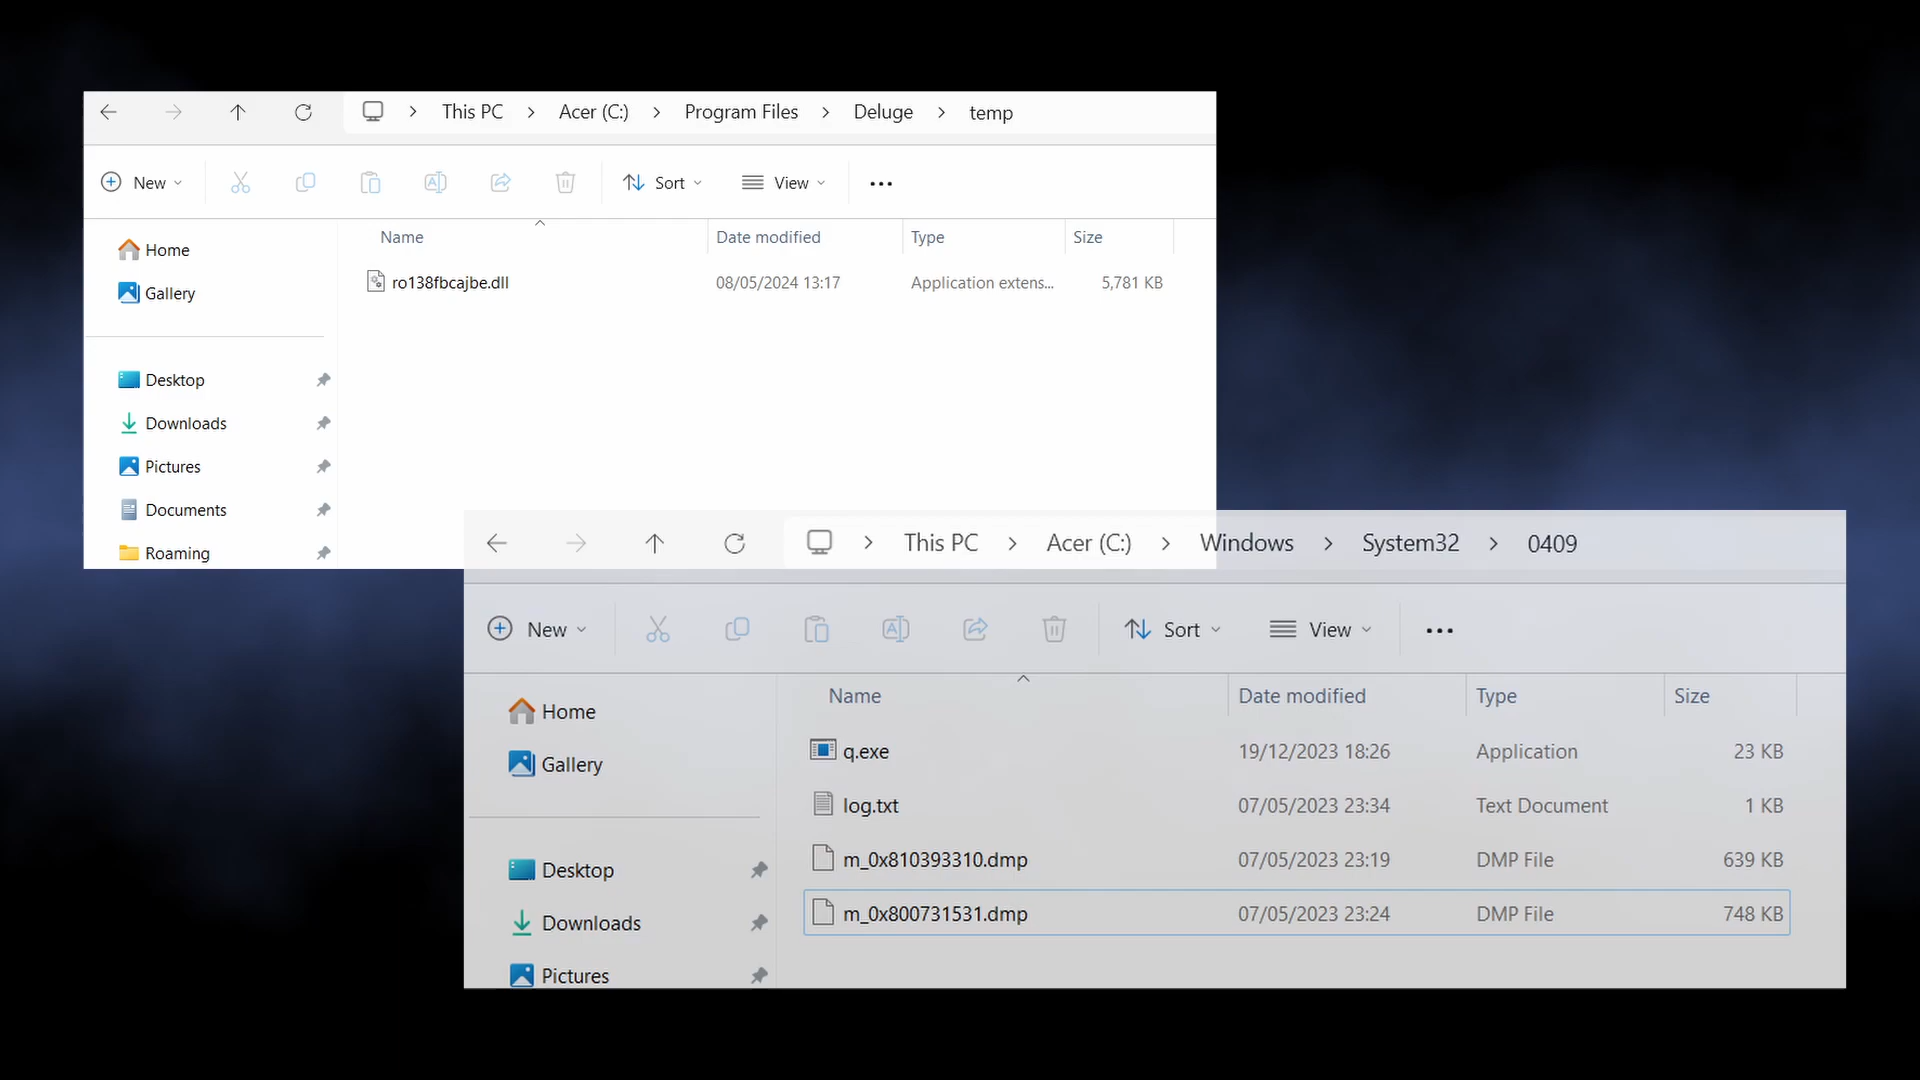 This PC > Acer (C:) > Program Files > Deluge > temp
New Sort View ...
Name Date modified Type Size
ro138fbcajbe.dll 08/05/2024 13:17 Application extens... 5,781 KB
Home
Gallery
Desktop
Downloads
Pictures
Documents
Roaming
This PC > Acer (C:) > Windows > System32 > 0409
New Sort View ...
Name Date modified Type Size
q.exe 19/12/2023 18:26 Application 23 KB
log.txt 07/05/2023 23:34 Text Document 1 KB
m_0x810393310.dmp 07/05/2023 23:19 DMP File 639 KB
m_0x800731531.dmp 07/05/2023 23:24 DMP File 748 KB
Home
Gallery
Desktop
Downloads
Pictures